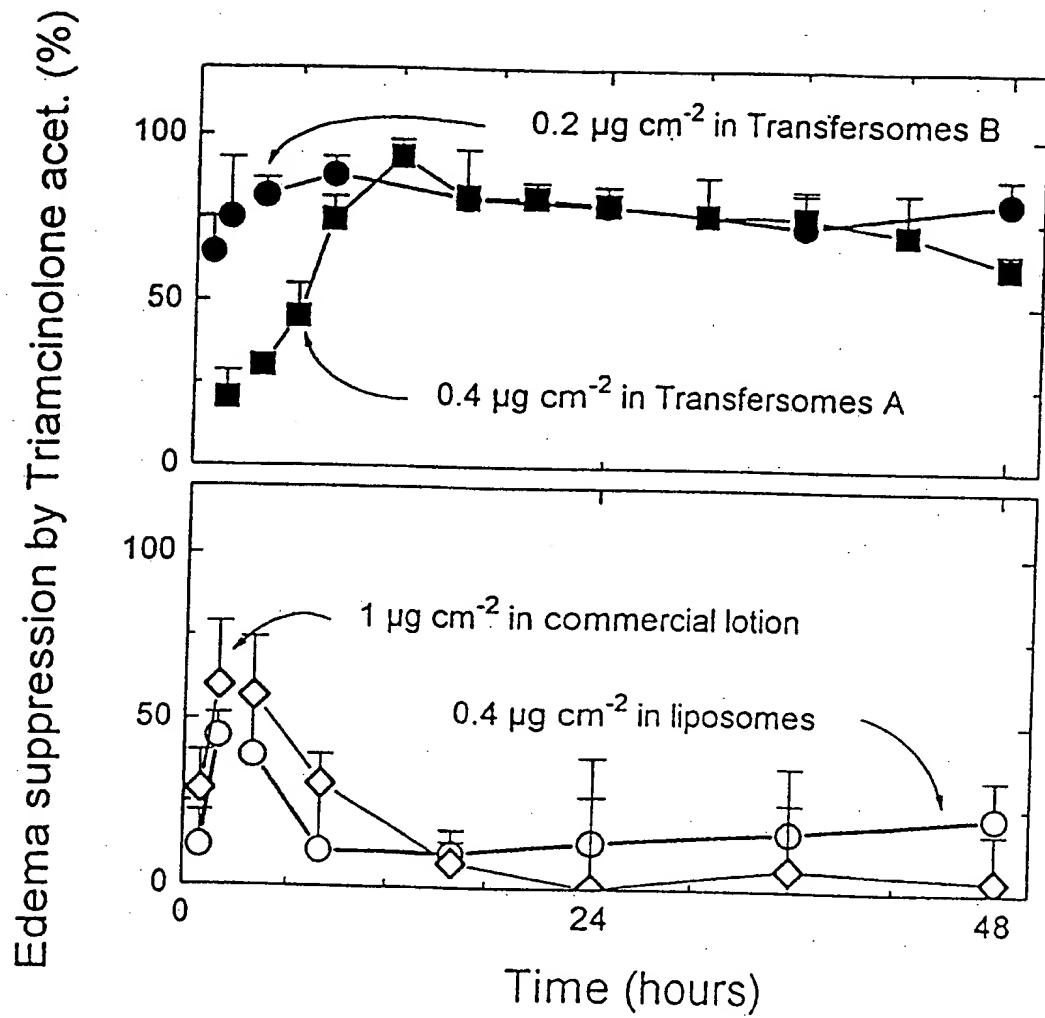 Edema suppression by Triamcinolone acet. (%)
100
50
0
0.2 µg cm⁻² in Transfersomes B
0.4 µg cm⁻² in Transfersomes A
100
50
0
1 µg cm⁻² in commercial lotion
0.4 µg cm⁻² in liposomes
0
24
48
Time (hours)